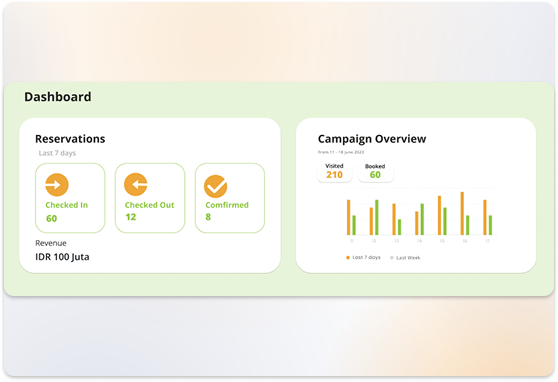 Dashboard
Reservations
Last 7 days
Checked In
60
Checked Out
12
Comfirmed
8
Revenue
IDR 100 Juta
Campaign Overview
From 11 - 18 June 2023
Visited
210
Booked
60
13
14
15
16
17
Last 7 days
Last Week